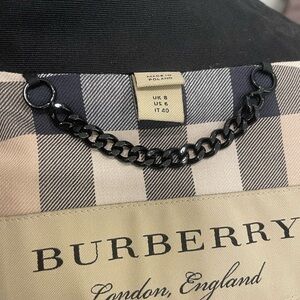 MADE IN
POLAND
UK 8
US 6
IT 40
BURBERRY
London, England